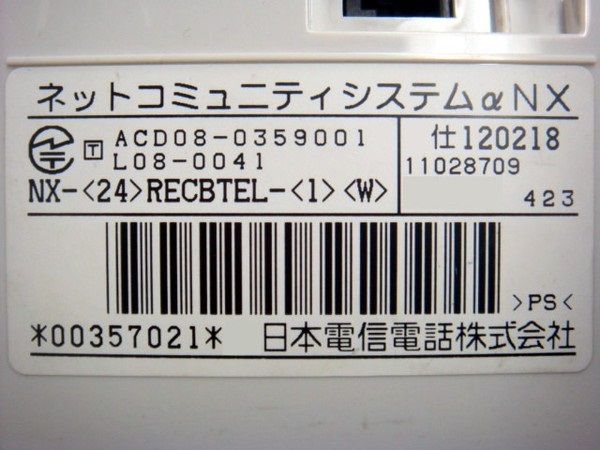 ネットコミュニティシステムαNX
T ACD08-0359001
L08-0041
仕120218
11028709
NX-<24>RECBTEL-<1><W>
423
>PS<
*00357021* 日本電信電話株式会社